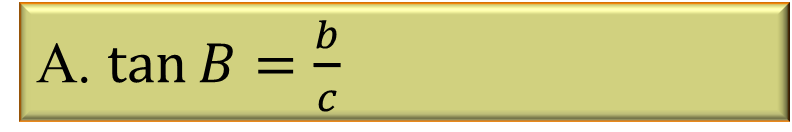 A. tan B = b/c